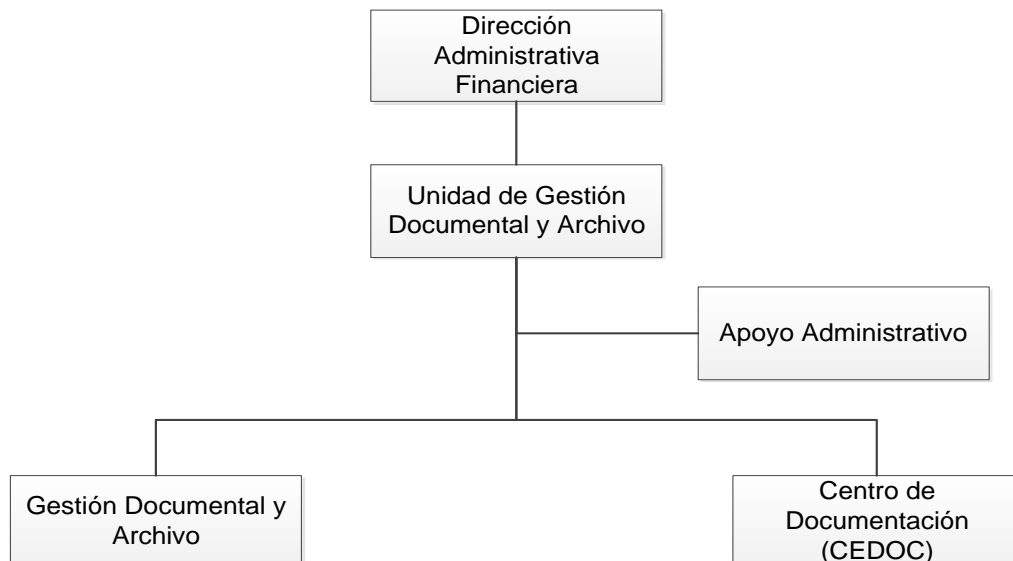 Dirección
Administrativa
Financiera
Unidad de Gestión
Documental y Archivo
Apoyo Administrativo
Gestión Documental y
Archivo
Centro de
Documentación
(CEDOC)